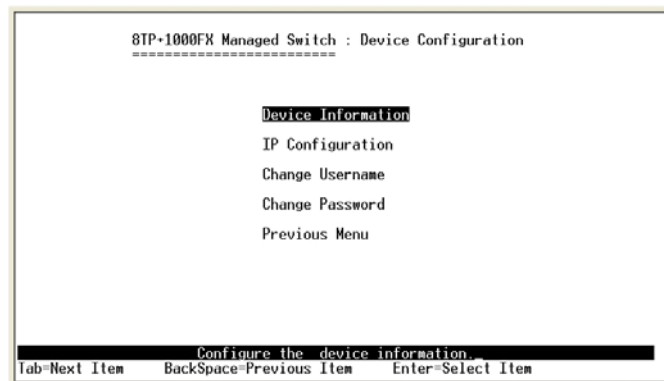 8TP+1000FX Managed Switch : Device Configuration
=========================
Device Information
IP Configuration
Change Username
Change Password
Previous Menu
Configure the device information._
Tab=Next Item BackSpace=Previous Item Enter=Select Item